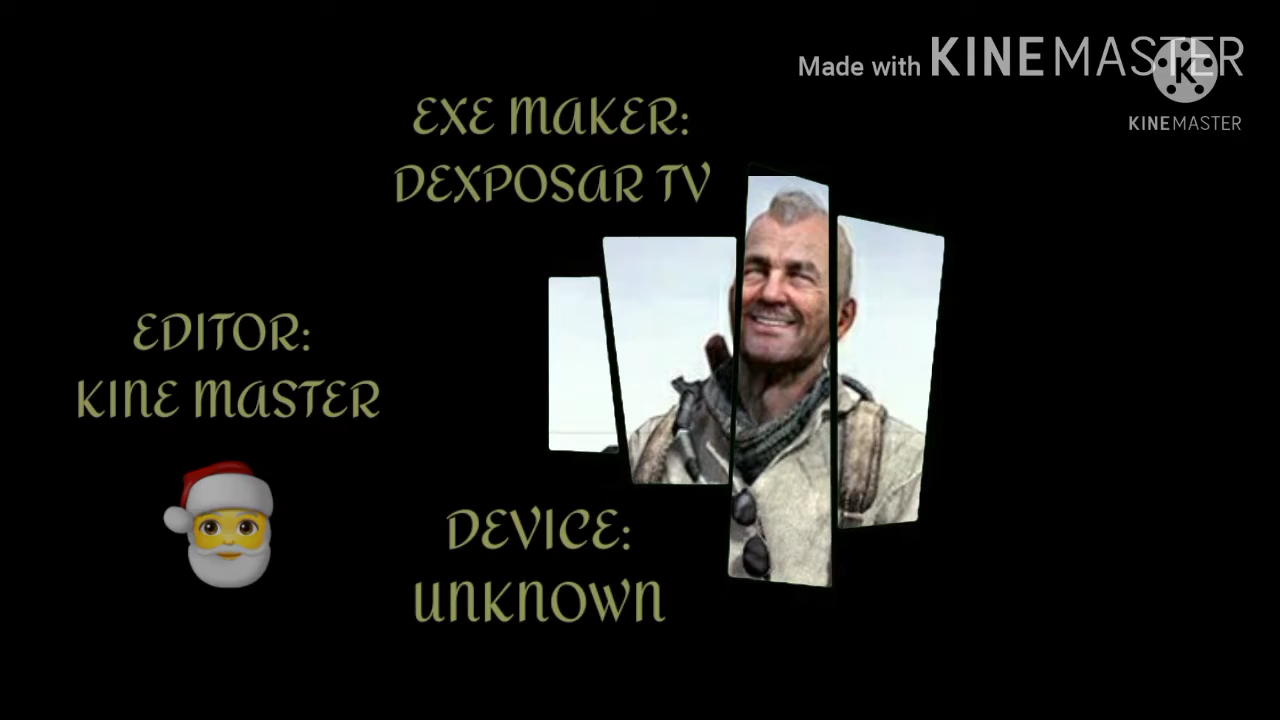 Made with KINEMASTER
K
KINEMASTER
EXE MAKER:
DEXPOSAR TV
EDITOR:
KINE MASTER
DEVICE:
UNKNOWN